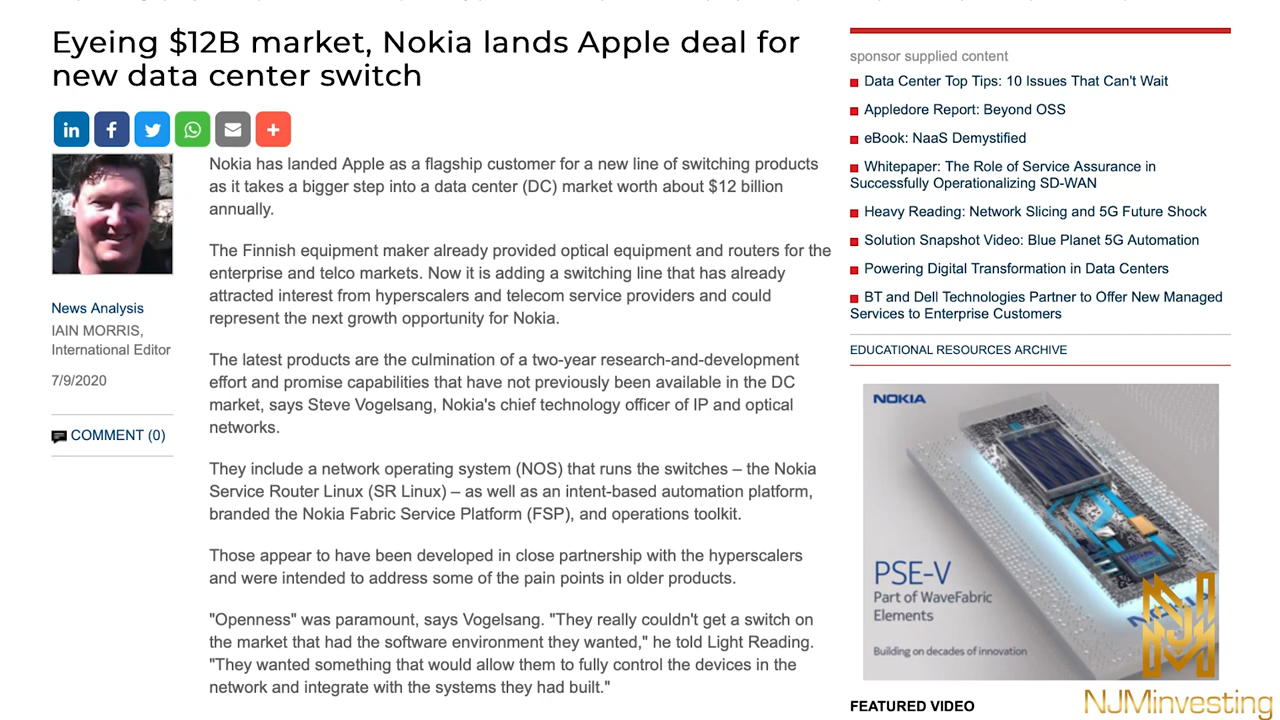 Eyeing $12B market, Nokia lands Apple deal for
new data center switch
News Analysis
IAIN MORRIS,
International Editor
7/9/2020
COMMENT (0)
Nokia has landed Apple as a flagship customer for a new line of switching products
as it takes a bigger step into a data center (DC) market worth about $12 billion
annually.
The Finnish equipment maker already provided optical equipment and routers for the
enterprise and telco markets. Now it is adding a switching line that has already
attracted interest from hyperscalers and telecom service providers and could
represent the next growth opportunity for Nokia.
The latest products are the culmination of a two-year research-and-development
effort and promise capabilities that have not previously been available in the DC
market, says Steve Vogelsang, Nokia's chief technology officer of IP and optical
networks.
They include a network operating system (NOS) that runs the switches – the Nokia
Service Router Linux (SR Linux) – as well as an intent-based automation platform,
branded the Nokia Fabric Service Platform (FSP), and operations toolkit.
Those appear to have been developed in close partnership with the hyperscalers
and were intended to address some of the pain points in older products.
"Openness" was paramount, says Vogelsang. "They really couldn't get a switch on
the market that had the software environment they wanted," he told Light Reading.
"They wanted something that would allow them to fully control the devices in the
network and integrate with the systems they had built."
sponsor supplied content
Data Center Top Tips: 10 Issues That Can't Wait
Appledore Report: Beyond OSS
eBook: NaaS Demystified
Whitepaper: The Role of Service Assurance in
Successfully Operationalizing SD-WAN
Heavy Reading: Network Slicing and 5G Future Shock
Solution Snapshot Video: Blue Planet 5G Automation
Powering Digital Transformation in Data Centers
BT and Dell Technologies Partner to Offer New Managed
Services to Enterprise Customers
EDUCATIONAL RESOURCES ARCHIVE
NOKIA
PSE-V
Part of WaveFabric
Elements
Building on decades of innovation
FEATURED VIDEO
NJMinvesting